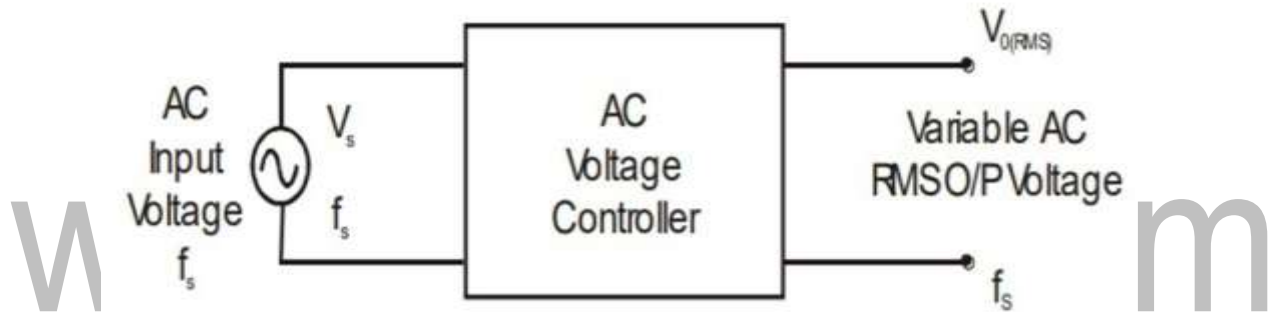 AC
Input
Voltage
fs
Vs
fs
AC
Voltage
Controller
V0(RMS)
Variable AC
RMSO/P Voltage
fs
W
m